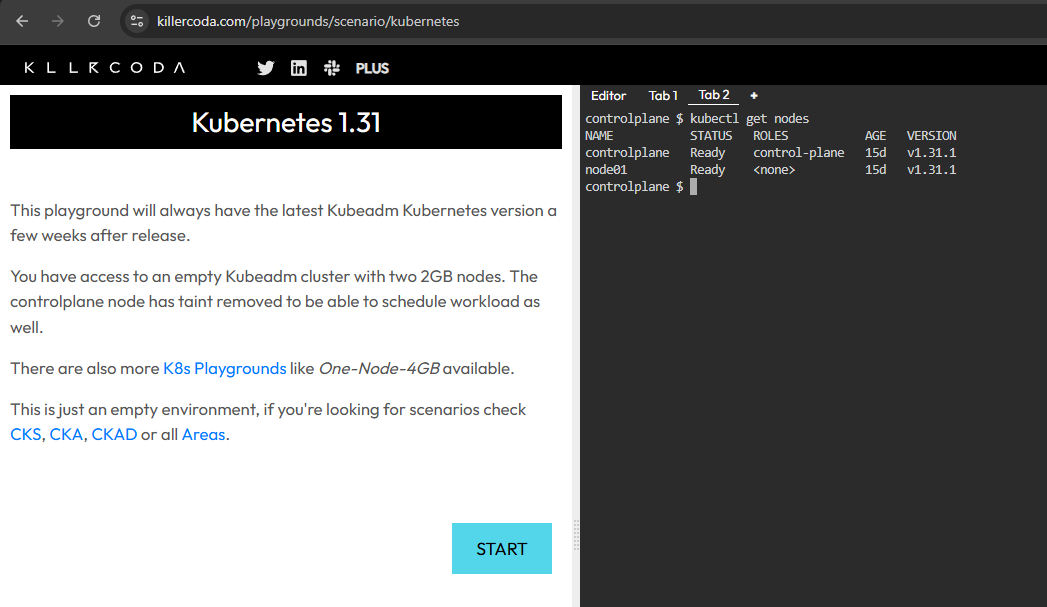 killercoda.com/playgrounds/scenario/kubernetes
KLLRCODA
PLUS
Kubernetes 1.31
This playground will always have the latest Kubeadm Kubernetes version a
few weeks after release.
You have access to an empty Kubeadm cluster with two 2GB nodes. The
controlplane node has taint removed to be able to schedule workload as
well.
There are also more K8s Playgrounds like One-Node-4GB available.
This is just an empty environment, if you're looking for scenarios check
CKS, CKA, CKAD or all Areas.
START
Editor Tab 1 Tab 2 +
controlplane $ kubectl get nodes
NAME STATUS ROLES AGE VERSION
controlplane Ready control-plane 15d v1.31.1
node01 Ready <none> 15d v1.31.1
controlplane $